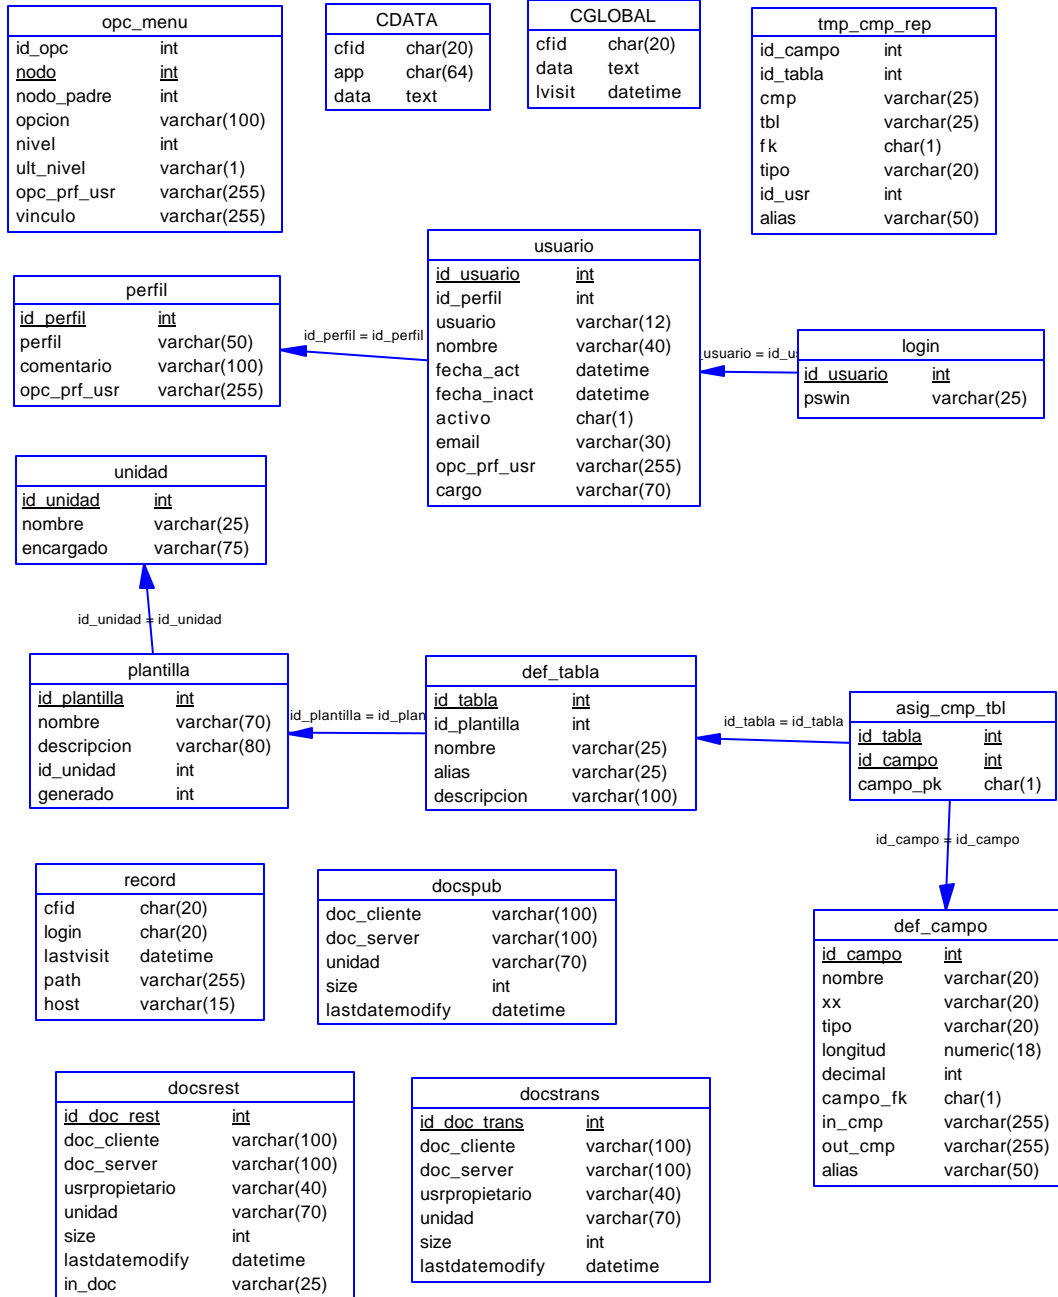 opc_menu
id_opc int
nodo int
nodo_padre int
opcion varchar(100)
nivel int
ult_nivel varchar(1)
opc_prf_usr varchar(255)
vinculo varchar(255)
CDATA
cfid char(20)
app char(64)
data text
CGLOBAL
cfid char(20)
data text
lvisit datetime
tmp_cmp_rep
id_campo int
id_tabla int
cmp varchar(25)
tbl varchar(25)
fk char(1)
tipo varchar(20)
id_usr int
alias varchar(50)
perfil
id_perfil int
perfil varchar(50)
comentario varchar(100)
opc_prf_usr varchar(255)
id_perfil = id_perfil
usuario
id_usuario int
id_perfil int
usuario varchar(12)
nombre varchar(40)
fecha_act datetime
fecha_inact datetime
activo char(1)
email varchar(30)
opc_prf_usr varchar(255)
cargo varchar(70)
_usuario = id_us
login
id_usuario int
pswin varchar(25)
unidad
id_unidad int
nombre varchar(25)
encargado varchar(75)
id_unidad = id_unidad
plantilla
id_plantilla int
nombre varchar(70)
descripcion varchar(80)
id_unidad int
generado int
id_plantilla = id_plan
def_tabla
id_tabla int
id_plantilla int
nombre varchar(25)
alias varchar(25)
descripcion varchar(100)
id_tabla = id_tabla
asig_cmp_tbl
id_tabla int
id_campo int
campo_pk char(1)
id_campo = id_campo
record
cfid char(20)
login char(20)
lastvisit datetime
path varchar(255)
host varchar(15)
docspub
doc_cliente varchar(100)
doc_server varchar(100)
unidad varchar(70)
size int
lastdatemodify datetime
def_campo
id_campo int
nombre varchar(20)
xx varchar(20)
tipo varchar(20)
longitud numeric(18)
decimal int
campo_fk char(1)
in_cmp varchar(255)
out_cmp varchar(255)
alias varchar(50)
docsrest
id_doc_rest int
doc_cliente varchar(100)
doc_server varchar(100)
usrpropietario varchar(40)
unidad varchar(70)
size int
lastdatemodify datetime
in_doc varchar(25)
docstrans
id_doc_trans int
doc_cliente varchar(100)
doc_server varchar(100)
usrpropietario varchar(40)
unidad varchar(70)
size int
lastdatemodify datetime